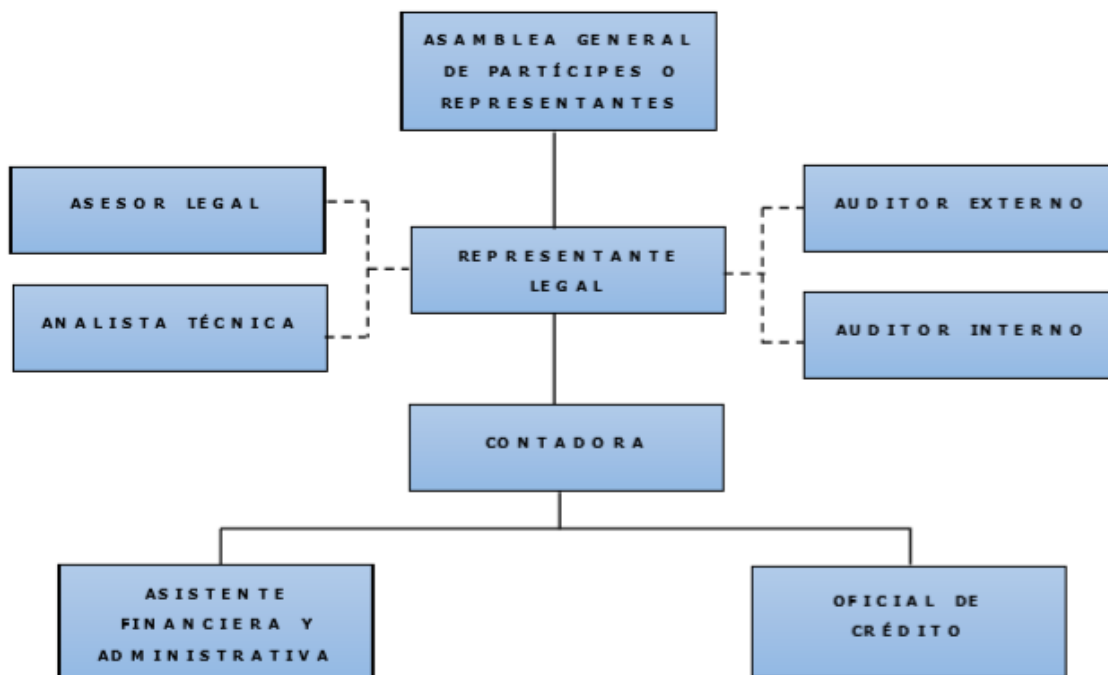 ASAMBLEA GENERAL
DE PARTÍCIPES O
REPRESENTANTES
ASESOR LEGAL
AUDITOR EXTERNO
REPRESENTANTE
LEGAL
ANALISTA TÉCNICA
AUDITOR INTERNO
CONTADORA
ASISTENTE
FINANCIERA Y
ADMINISTRATIVA
OFICIAL DE
CRÉDITO